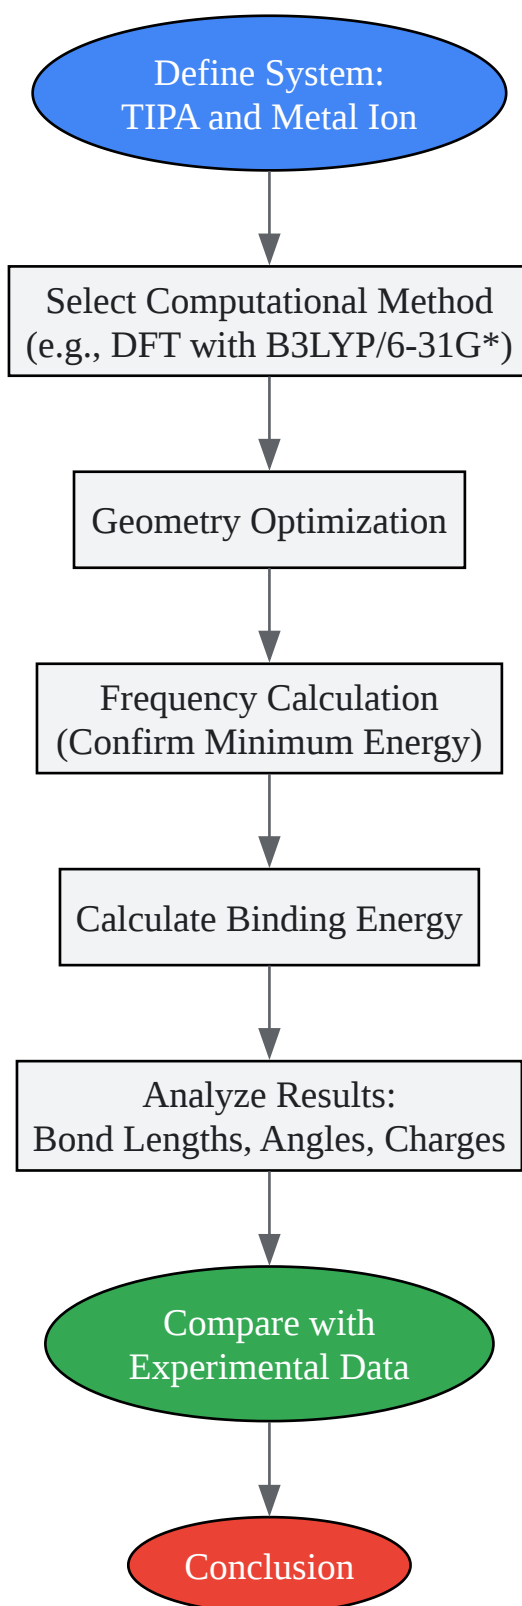 Define System:
TIPA and Metal Ion
Select Computational Method
(e.g., DFT with B3LYP/6-31G*)
Geometry Optimization
Frequency Calculation
(Confirm Minimum Energy)
Calculate Binding Energy
Analyze Results:
Bond Lengths, Angles, Charges
Compare with
Experimental Data
Conclusion